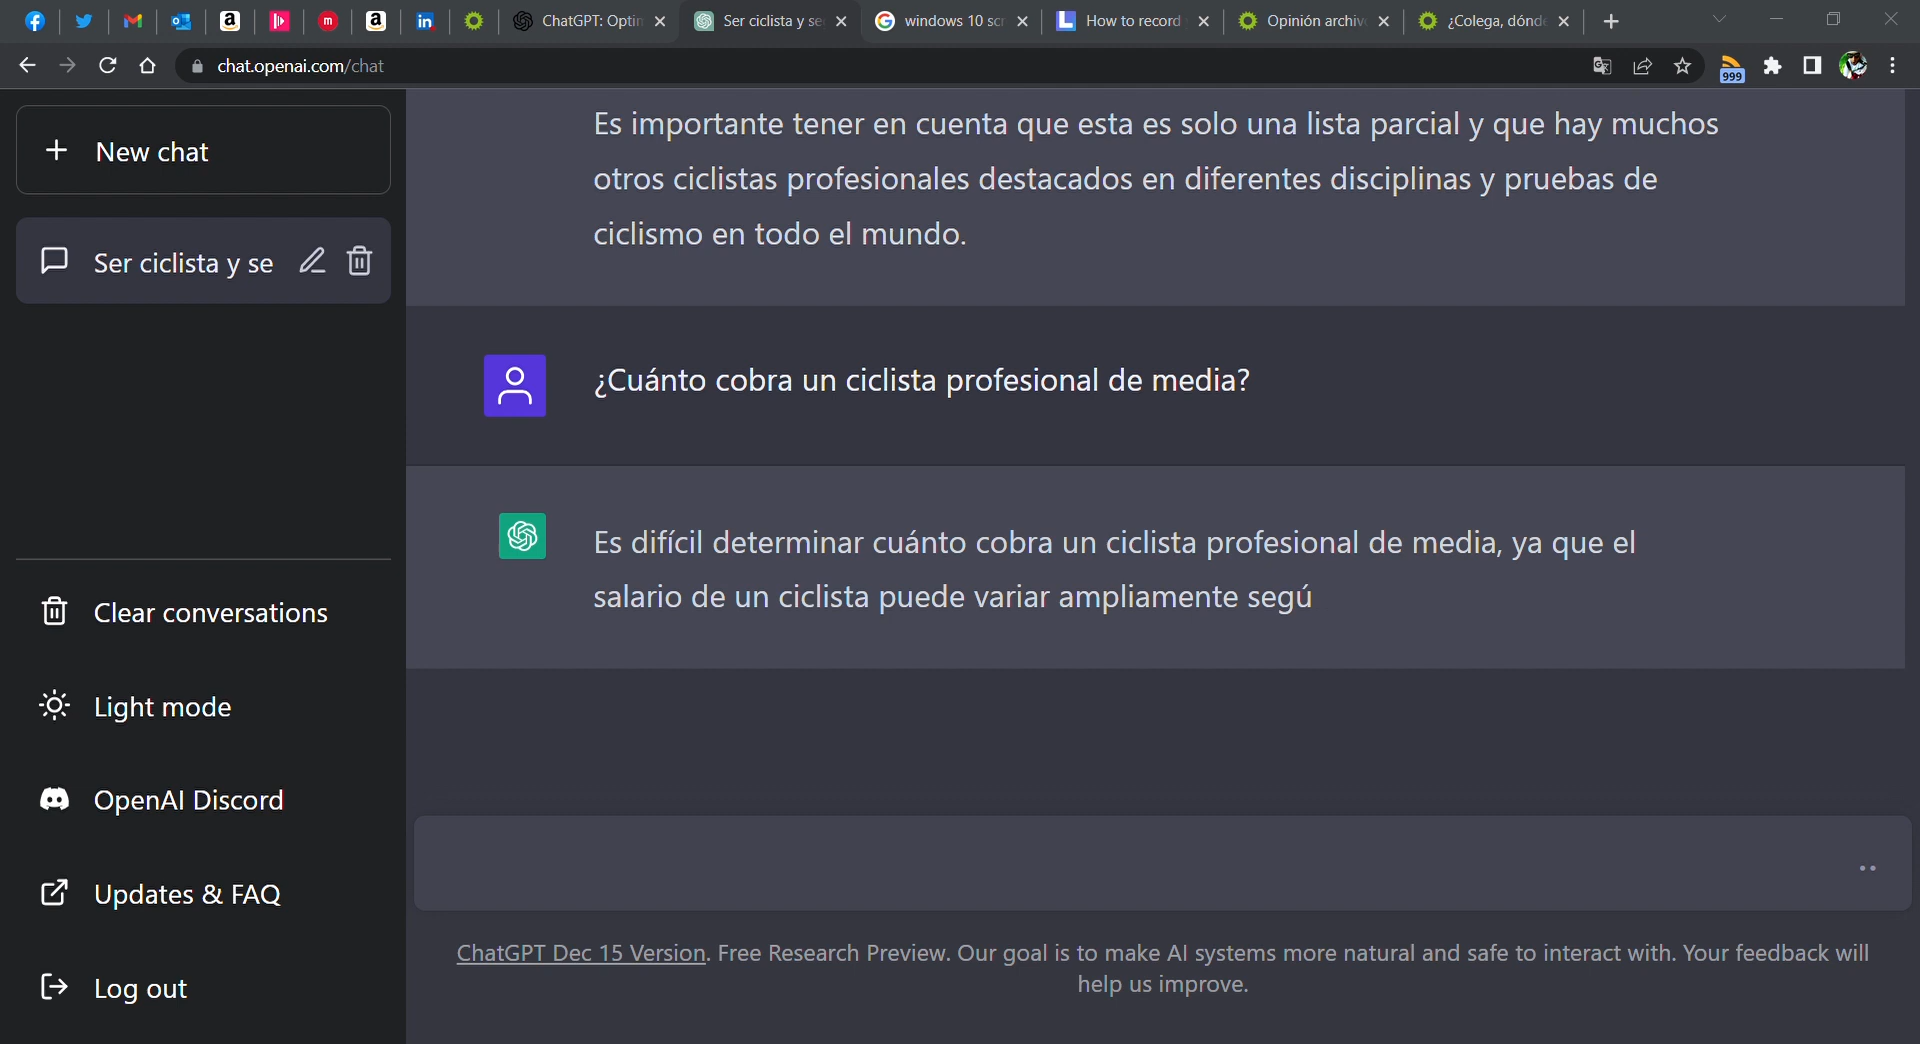 ChatGPT: Optin
Ser ciclista y se
windows 10 scr
How to record
Opinión archiv
¿Colega, dónde
chat.openai.com/chat
999
New chat
Ser ciclista y se
Clear conversations
Light mode
OpenAI Discord
Updates & FAQ
Log out
Es importante tener en cuenta que esta es solo una lista parcial y que hay muchos
otros ciclistas profesionales destacados en diferentes disciplinas y pruebas de
ciclismo en todo el mundo.
¿Cuánto cobra un ciclista profesional de media?
Es difícil determinar cuánto cobra un ciclista profesional de media, ya que el
salario de un ciclista puede variar ampliamente segú
ChatGPT Dec 15 Version. Free Research Preview. Our goal is to make AI systems more natural and safe to interact with. Your feedback will
help us improve.